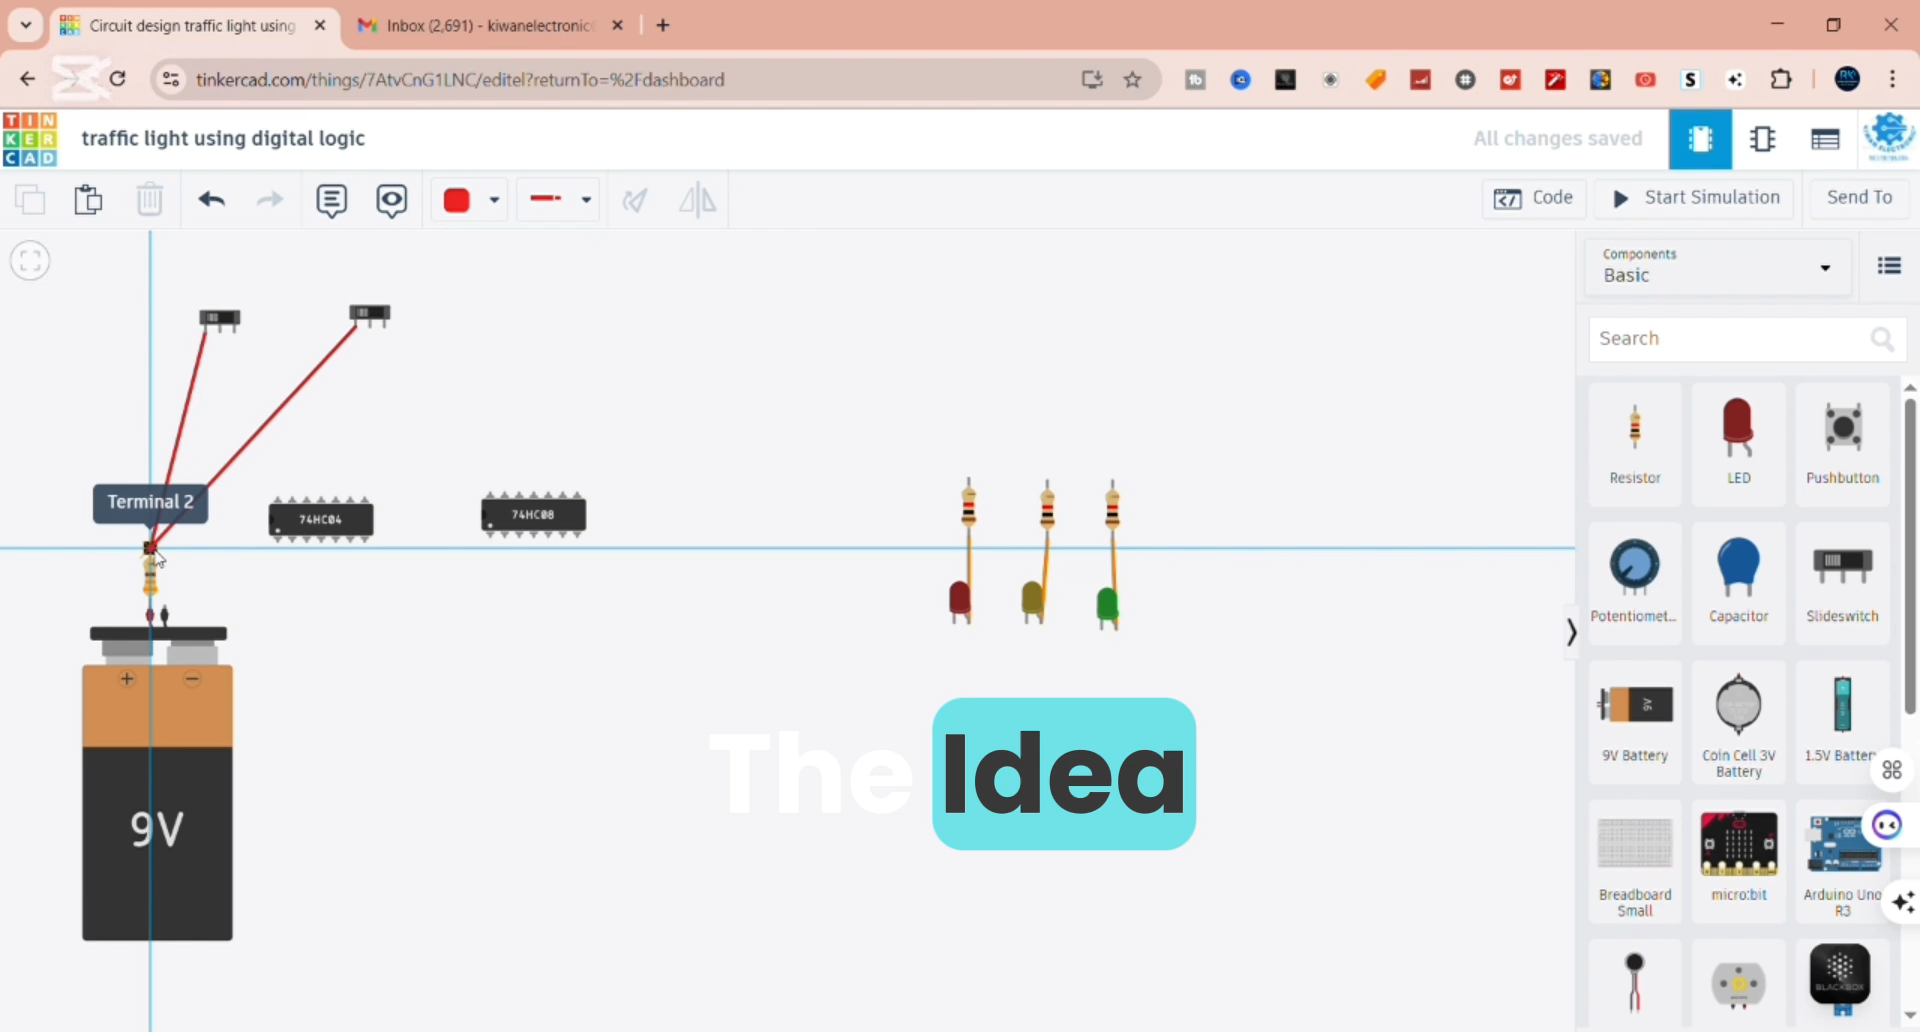 Circuit design traffic light using
Inbox (2,691) - kiwanelectronic
tinkercad.com/things/7AtvCnG1LNC/editel?returnTo=%2Fdashboard
TIN
KER
CAD
traffic light using digital logic
All changes saved
Code
Start Simulation
Send To
Components
Basic
Search
Terminal 2
74HC04
74HC08
Resistor
LED
Pushbutton
Potentiomet...
Capacitor
Slideswitch
+
−
9V
The Idea
9V
9V Battery
Coin Cell 3V
Battery
1.5V Batter
Breadboard
Small
micro:bit
Arduino Uno
R3
BLACKBOX